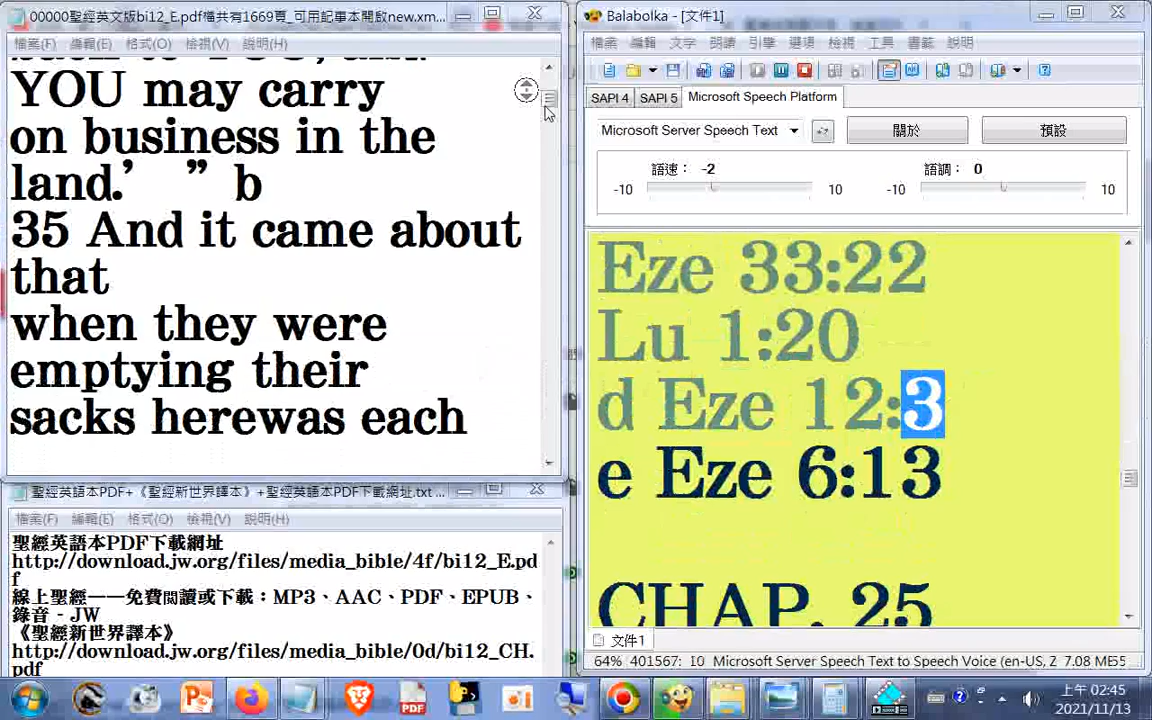 00000聖經英文版bi12_E.pdf檔共有1669頁_可用記事本開啟new.xm...
檔案(F) 編輯(E) 格式(O) 檢視(V) 說明(H)
YOU may carry
on business in the
land.’ ” b
35 And it came about
that
when they were
emptying their
sacks herewas each
聖經英語本PDF+《聖經新世界譯本》+聖經英語本PDF下載網址.txt ...
檔案(F) 編輯(E) 格式(O) 檢視(V) 說明(H)
聖經英語本PDF下載網址
http://download.jw.org/files/media_bible/4f/bi12_E.pd
f
線上聖經——免費閱讀或下載：MP3、AAC、PDF、EPUB、
錄音 - JW
《聖經新世界譯本》
http://download.jw.org/files/media_bible/0d/bi12_CH.
pdf
Balabolka - [文件1]
檔案 編輯 文字 朗讀 引擎 選項 檢視 工具 書籤 說明
SAPI 4 SAPI 5 Microsoft Speech Platform
Microsoft Server Speech Text 關於 預設
語速： -2 語調： 0
-10 10 -10 10
Eze 33:22
Lu 1:20
d Eze 12:3
e Eze 6:13
CHAP. 25
文件1
64% 401567: 10 Microsoft Server Speech Text to Speech Voice (en-US, 2 7.08 MB
上午 02:45
2021/11/13